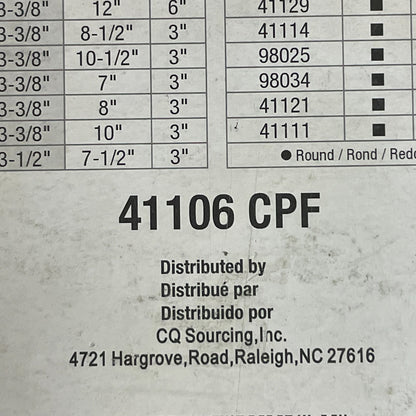 3-3/8" 12" 6"
3-3/8" 8-1/2" 3"
3-3/8" 10-1/2" 3"
3-3/8" 7" 3"
3-3/8" 8" 3"
3-3/8" 10" 3"
3-1/2" 7-1/2" 3"
41129 ■
41114 ■
98025 ■
98034 ■
41121 ■
41111 ■
● Round / Rond / Redo
41106 CPF
Distributed by
Distribué par
Distribuido por
CQ Sourcing,Inc.
4721 Hargrove,Road,Raleigh,NC 27616